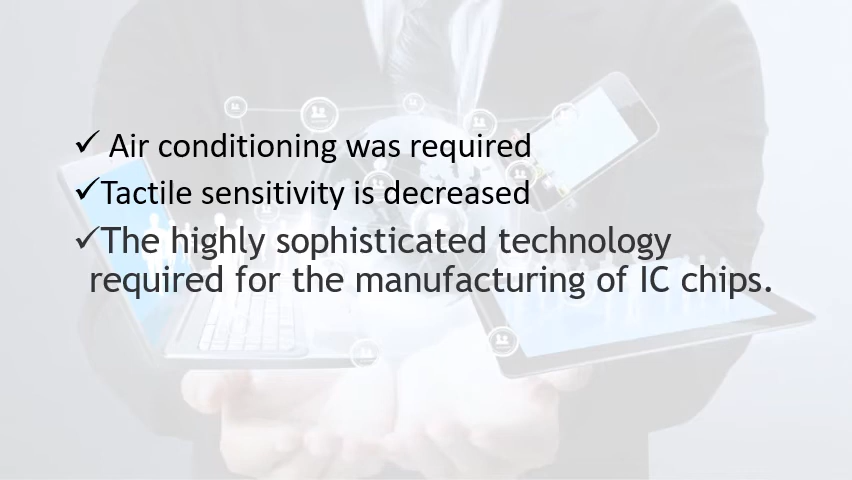 ✓ Air conditioning was required
✓Tactile sensitivity is decreased
✓The highly sophisticated technology
required for the manufacturing of IC chips.